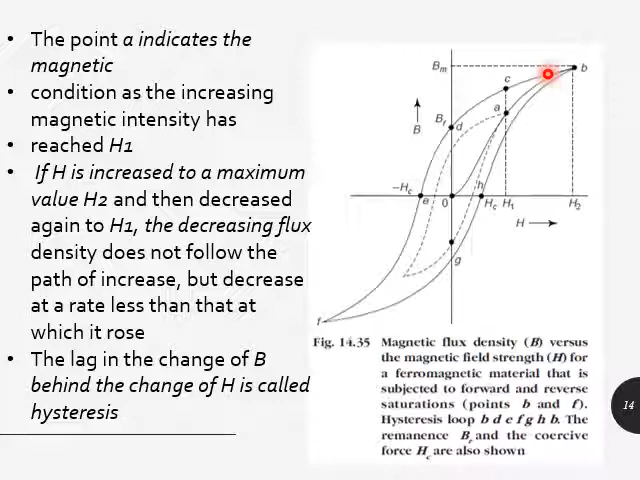 • The point a indicates the
magnetic
• condition as the increasing
magnetic intensity has
• reached H1
• If H is increased to a maximum
value H2 and then decreased
again to H1, the decreasing flux
density does not follow the
path of increase, but decrease
at a rate less than that at
which it rose
• The lag in the change of B
behind the change of H is called
hysteresis
Bm
b
c
a
Br
d
B
−Hc
e
0
h
Hc
H1
H2
H
g
f
Fig. 14.35 Magnetic flux density (B) versus
the magnetic field strength (H) for
a ferromagnetic material that is
subjected to forward and reverse
saturations (points b and f).
Hysteresis loop b d e f g h b. The
remanence Br and the coercive
force Hc are also shown
14